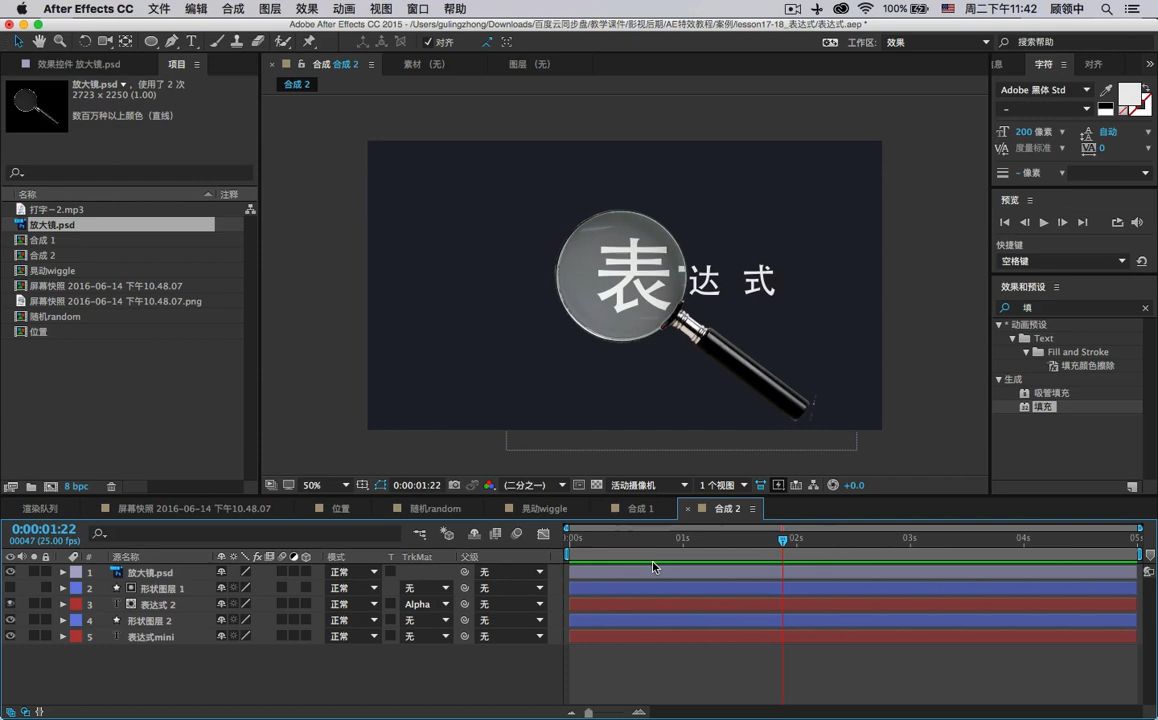 After Effects CC 文件 编辑 合成 图层 效果 动画 视图 窗口 帮助 100% 周二下午11:42 顾领中
Adobe After Effects CC 2015 - /Users/gulingzhong/Downloads/百度云同步盘/教学课件/影视后期/AE特效教程/案例/lesson17-18_表达式/表达式.aep *
对齐 工作区: 效果 搜索帮助
效果控件 放大镜.psd 项目 合成 合成 2 素材 (无) 图层 (无) 息 字符 对齐
放大镜.psd ▼ , 使用了 2 次
2723 x 2250 (1.00)
数百万种以上颜色 (直线)
合成 2
Adobe 黑体 Std
-
200 像素 自动
度量标准 0
- 像素
名称 注释
打字-2.mp3
放大镜.psd
合成 1
合成 2
晃动wiggle
屏幕快照 2016-06-14 下午10.48.07
屏幕快照 2016-06-14 下午10.48.07.png
随机random
位置
表 达 式
预览
快捷键
空格键
效果和预设
填
* 动画预设
Text
Fill and Stroke
填充颜色擦除
生成
吸管填充
填充
8 bpc
50% 0:00:01:22 (二分之一) 活动摄像机 1 个视图 +0.0
渲染队列 屏幕快照 2016-06-14 下午10.48.07 位置 随机random 晃动wiggle 合成 1 合成 2
0:00:01:22
00047 (25.00 fps)
:00s 01s 02s 03s 04s 05s
# 源名称 fx 模式 T TrkMat 父级
1 放大镜.psd 正常 无
2 形状图层 1 正常 无 无
3 表达式 2 正常 Alpha 无
4 形状图层 2 正常 无 无
5 表达式mini 正常 无 无